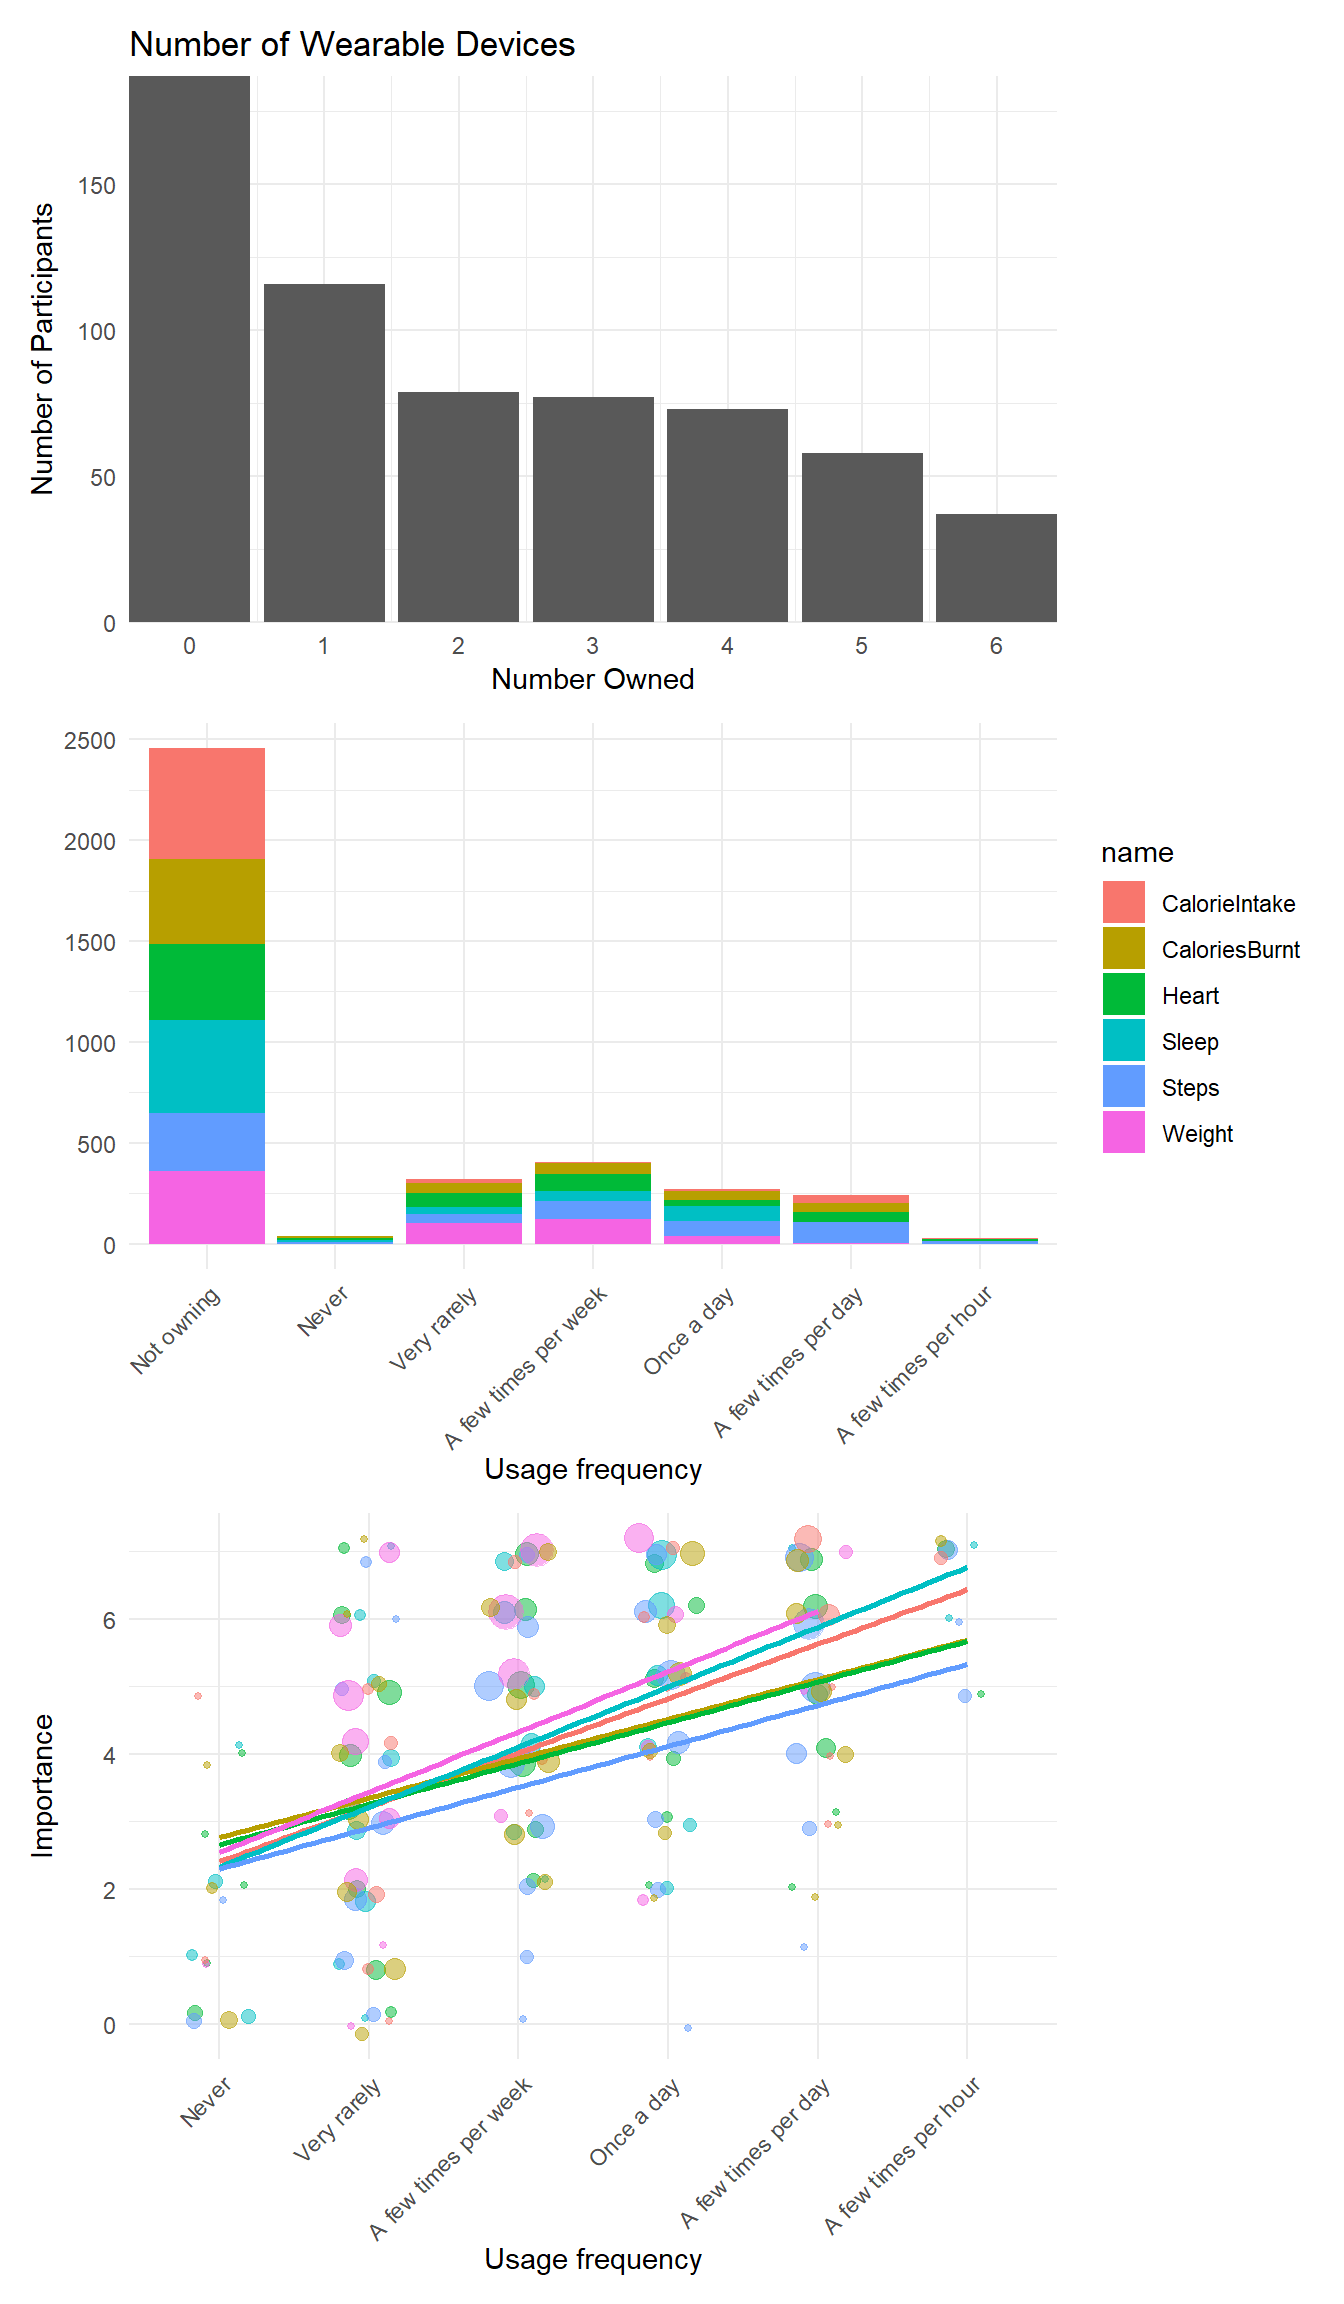 Number of Wearable Devices
Number of Participants
150
100
50
0
0 1 2 3 4 5 6
Number Owned
2500
2000
1500
1000
500
0
Not owning
Never
Very rarely
A few times per week
Once a day
A few times per day
A few times per hour
Usage frequency
name
CalorieIntake
CaloriesBurnt
Heart
Sleep
Steps
Weight
Importance
6
4
2
0
Never
Very rarely
A few times per week
Once a day
A few times per day
A few times per hour
Usage frequency